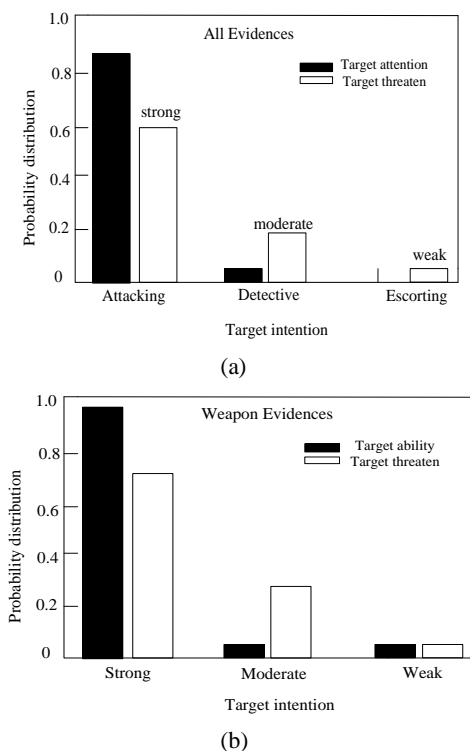 1.0
All Evidences
Target attention
Target threaten
0.8
strong
0.6
0.4
moderate
0.2
weak
0
Probability distribution
Attacking Detective Escorting
Target intention
(a)
1.0
Weapon Evidences
Target ability
Target threaten
0.8
0.6
0.4
0.2
0
Probability distribution
Strong Moderate Weak
Target intention
(b)